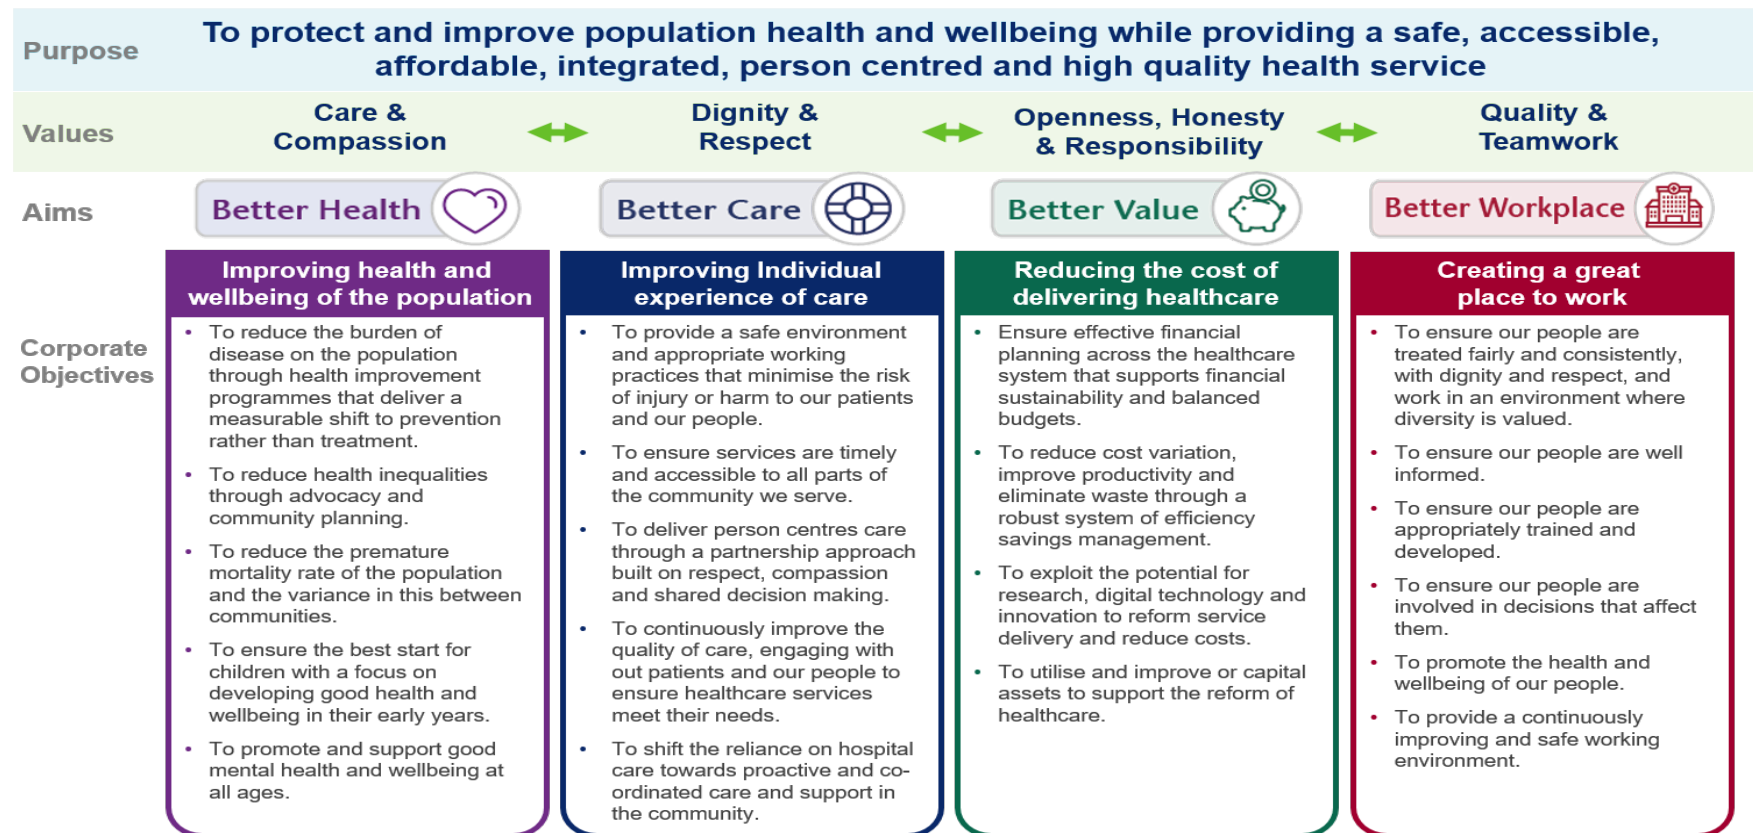 Purpose
To protect and improve population health and wellbeing while providing a safe, accessible,
affordable, integrated, person centred and high quality health service
Values
Care &
Compassion
Dignity &
Respect
Openness, Honesty
& Responsibility
Quality &
Teamwork
Aims
Better Health
Better Care
Better Value
Better Workplace
Corporate
Objectives
Improving health and
wellbeing of the population
• To reduce the burden of
disease on the population
through health improvement
programmes that deliver a
measurable shift to prevention
rather than treatment.
• To reduce health inequalities
through advocacy and
community planning.
• To reduce the premature
mortality rate of the population
and the variance in this between
communities.
• To ensure the best start for
children with a focus on
developing good health and
wellbeing in their early years.
• To promote and support good
mental health and wellbeing at
all ages.
Improving Individual
experience of care
• To provide a safe environment
and appropriate working
practices that minimise the risk
of injury or harm to our patients
and our people.
• To ensure services are timely
and accessible to all parts of
the community we serve.
• To deliver person centres care
through a partnership approach
built on respect, compassion
and shared decision making.
• To continuously improve the
quality of care, engaging with
out patients and our people to
ensure healthcare services
meet their needs.
• To shift the reliance on hospital
care towards proactive and co-
ordinated care and support in
the community.
Reducing the cost of
delivering healthcare
• Ensure effective financial
planning across the healthcare
system that supports financial
sustainability and balanced
budgets.
• To reduce cost variation,
improve productivity and
eliminate waste through a
robust system of efficiency
savings management.
• To exploit the potential for
research, digital technology and
innovation to reform service
delivery and reduce costs.
• To utilise and improve or capital
assets to support the reform of
healthcare.
Creating a great
place to work
• To ensure our people are
treated fairly and consistently,
with dignity and respect, and
work in an environment where
diversity is valued.
• To ensure our people are well
informed.
• To ensure our people are
appropriately trained and
developed.
• To ensure our people are
involved in decisions that affect
them.
• To promote the health and
wellbeing of our people.
• To provide a continuously
improving and safe working
environment.